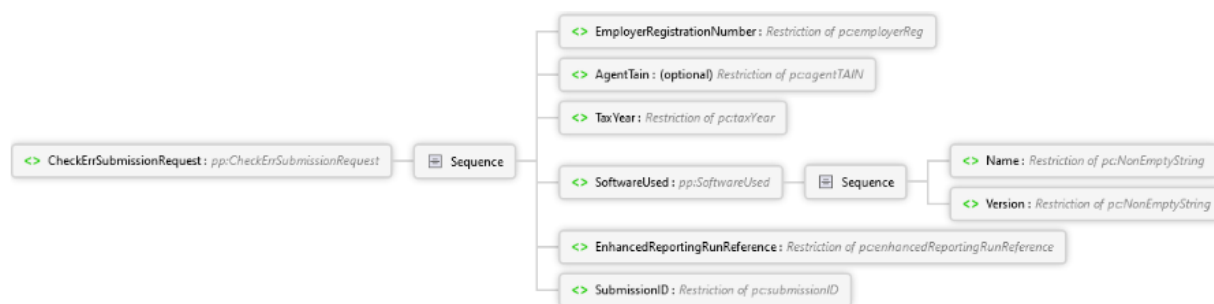 <> EmployerRegistrationNumber : Restriction of pc:employerReg
<> AgentTain : (optional) Restriction of pc:agentTAIN
<> TaxYear : Restriction of pc:taxYear
<> CheckErrSubmissionRequest : pp:CheckErrSubmissionRequest
Sequence
<> SoftwareUsed : pp:SoftwareUsed
Sequence
<> Name : Restriction of pc:NonEmptyString
<> Version : Restriction of pc:NonEmptyString
<> EnhancedReportingRunReference : Restriction of pc:enhancedReportingRunReference
<> SubmissionID : Restriction of pc:submissionID